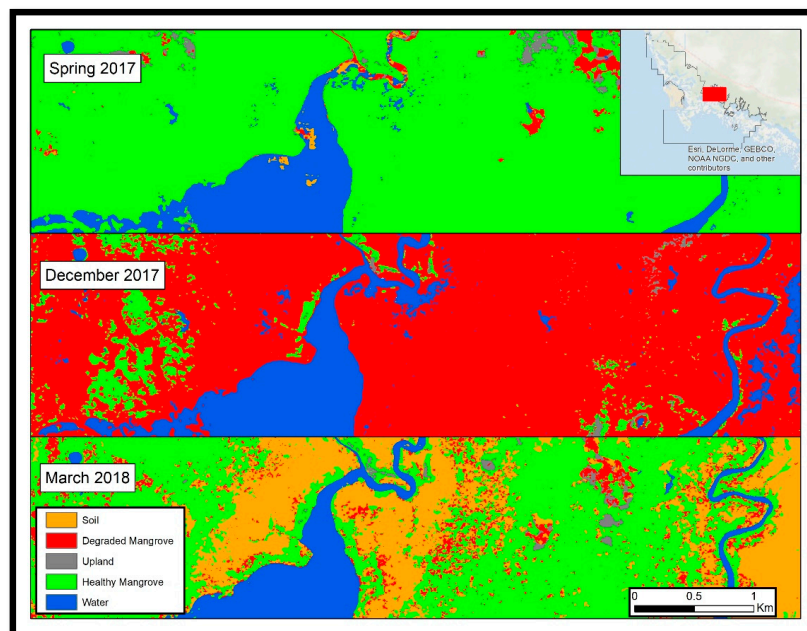 Spring 2017
Esri, DeLorme, GEBCO,
NOAA NGDC, and other
contributors
December 2017
March 2018
Soil
Degraded Mangrove
Upland
Healthy Mangrove
Water
0 0.5 1
Km